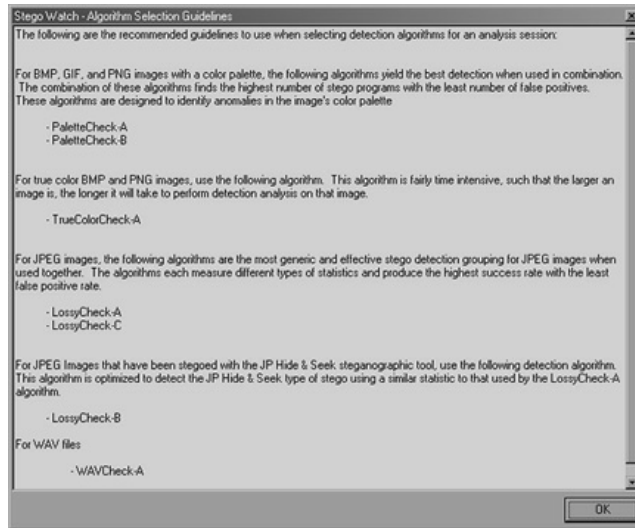 Stego Watch - Algorithm Selection Guidelines
The following are the recommended guidelines to use when selecting detection algorithms for an analysis session:
For BMP, GIF, and PNG images with a color palette, the following algorithms yield the best detection when used in combination.
The combination of these algorithms finds the highest number of stego programs with the least number of false positives.
These algorithms are designed to identify anomalies in the image's color palette
- PaletteCheck-A
- PaletteCheck-B
For true color BMP and PNG images, use the following algorithm. This algorithm is fairly time intensive, such that the larger an
image is, the longer it will take to perform detection analysis on that image.
- TrueColorCheck-A
For JPEG images, the following algorithms are the most generic and effective stego detection grouping for JPEG images when
used together. The algorithms each measure different types of statistics and produce the highest success rate with the least
false positive rate.
- LossyCheck-A
- LossyCheck-C
For JPEG Images that have been stegoed with the JP Hide & Seek steganographic tool, use the following detection algorithm.
This algorithm is optimized to detect the JP Hide & Seek type of stego using a similar statistic to that used by the LossyCheck-A
algorithm.
- LossyCheck-B
For WAV files
- WAVCheck-A
OK